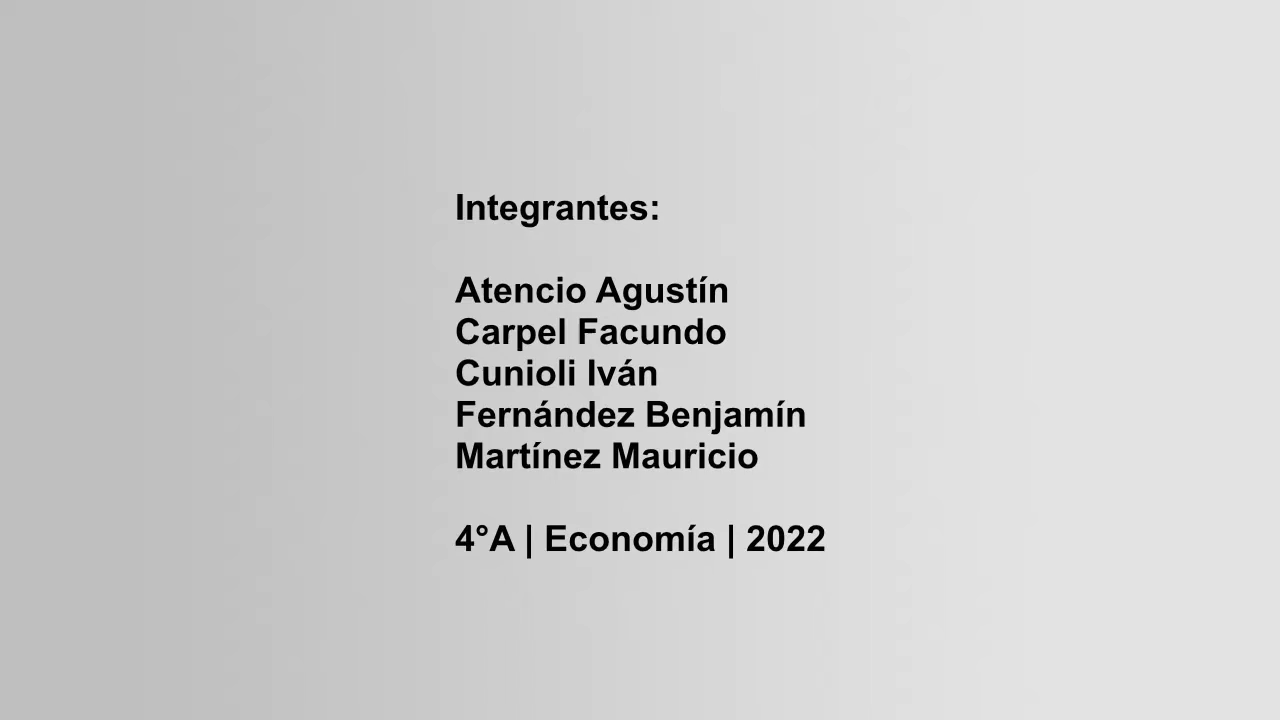 Integrantes:
Atencio Agustín
Carpel Facundo
Cunioli Iván
Fernández Benjamín
Martínez Mauricio
4°A | Economía | 2022